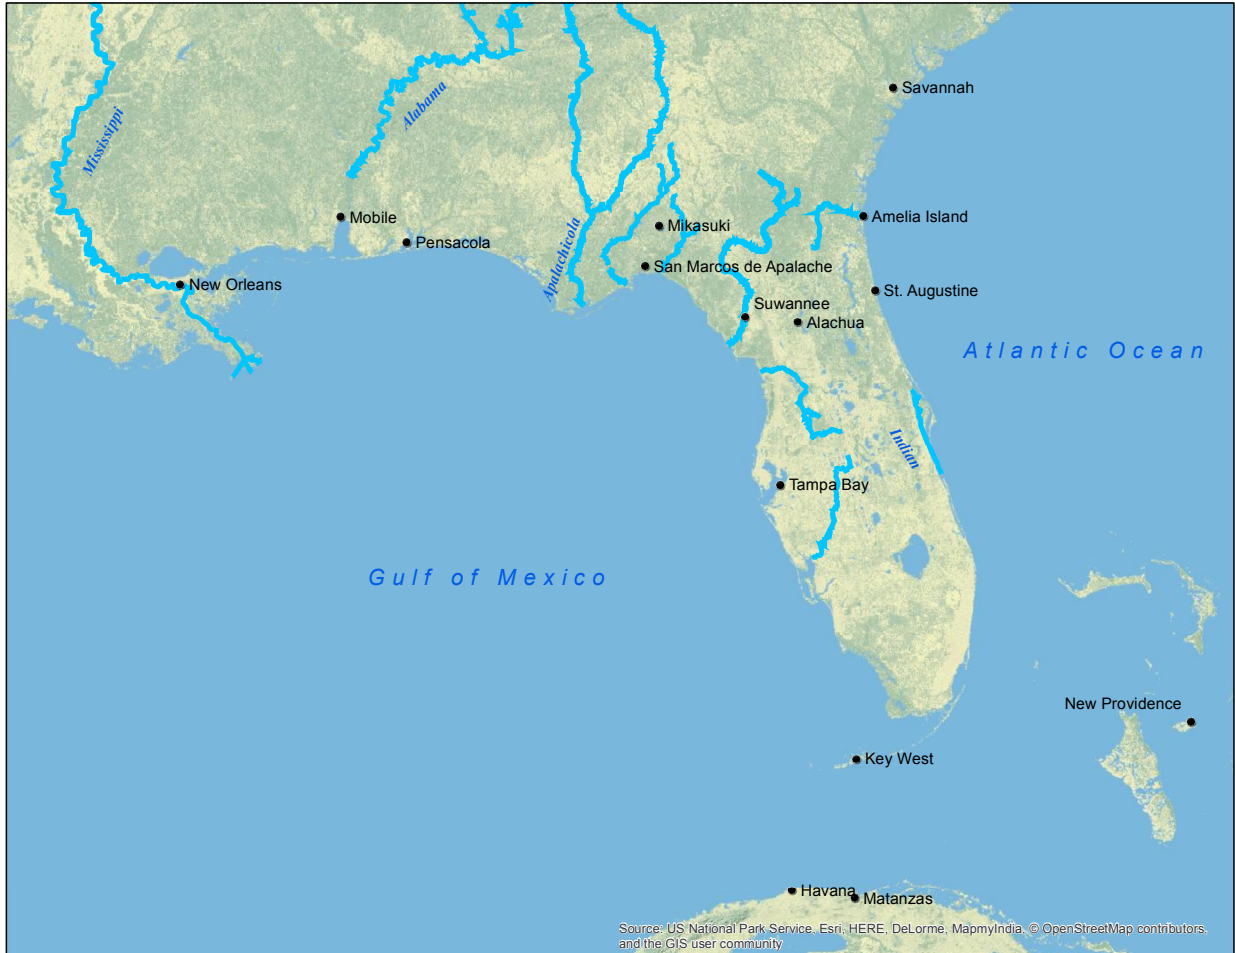 Savannah
Mississippi
Alabama
Mobile
Amelia Island
Mikasuki
Pensacola
Apalachicola
San Marcos de Apalache
New Orleans
St. Augustine
Suwannee
Alachua
Atlantic Ocean
Indian
Tampa Bay
Gulf of Mexico
New Providence
Key West
Havana
Matanzas
Source: US National Park Service, Esri, HERE, DeLorme, MapmyIndia, © OpenStreetMap contributors,
and the GIS user community